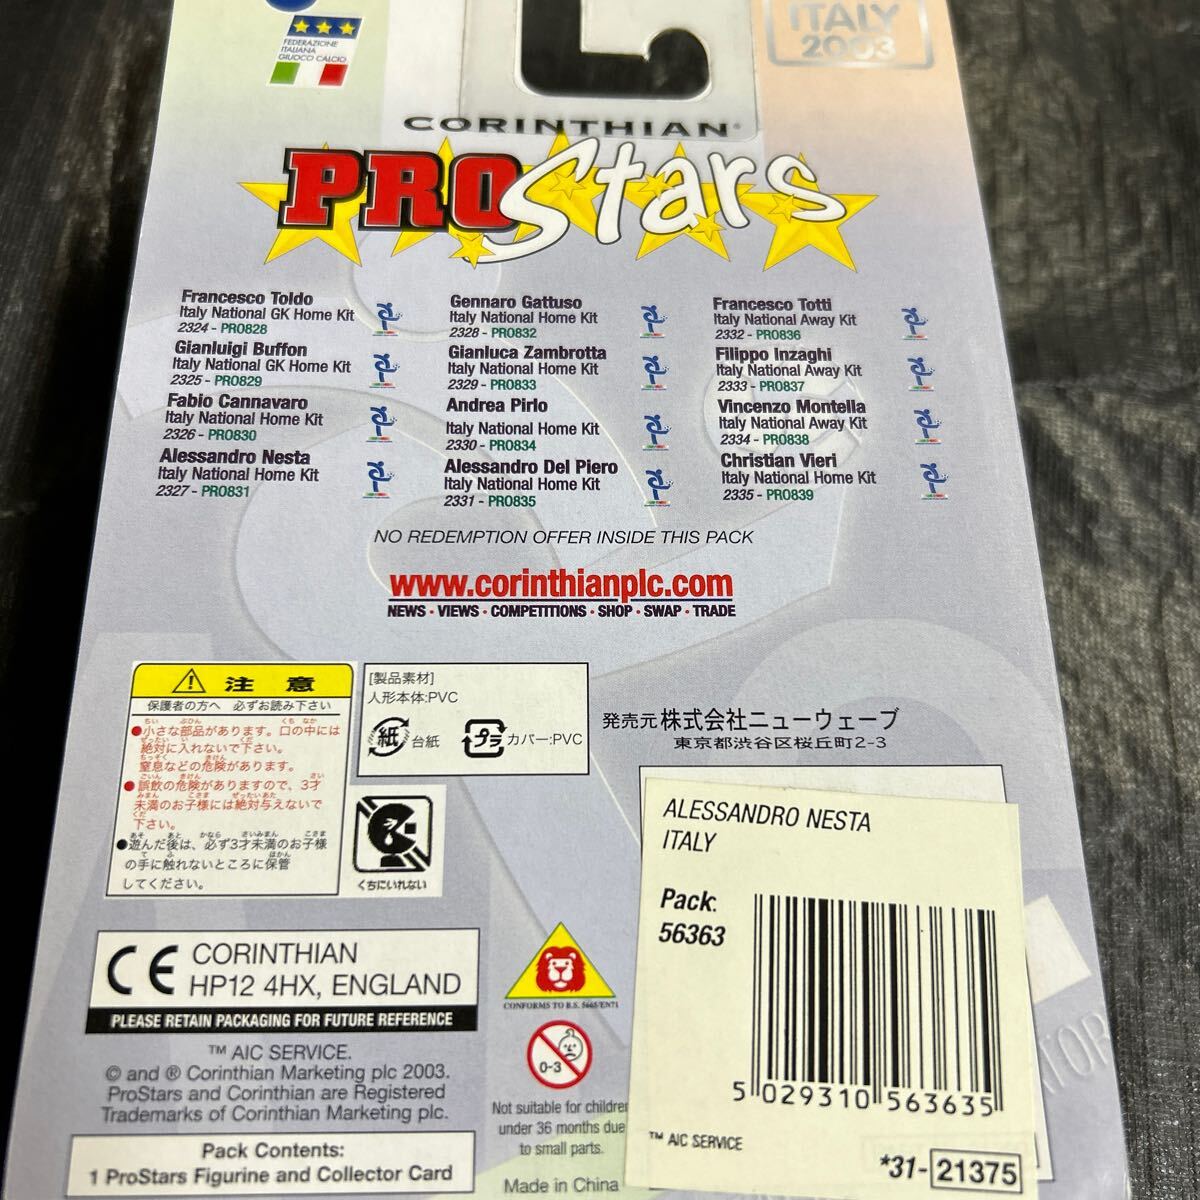 FEDERAZIONE
ITALIANA
GIUOCO CALCIO
ITALY
2003
CORINTHIAN®
PROStars
Francesco Toldo
Italy National GK Home Kit
2324 - PRO828
Gianluigi Buffon
Italy National GK Home Kit
2325 - PRO829
Fabio Cannavaro
Italy National Home Kit
2326 - PRO830
Alessandro Nesta
Italy National Home Kit
2327 - PRO831
Gennaro Gattuso
Italy National Home Kit
2328 - PRO832
Gianluca Zambrotta
Italy National Home Kit
2329 - PRO833
Andrea Pirlo
Italy National Home Kit
2330 - PRO834
Alessandro Del Piero
Italy National Home Kit
2331 - PRO835
Francesco Totti
Italy National Away Kit
2332 - PRO836
Filippo Inzaghi
Italy National Away Kit
2333 - PRO837
Vincenzo Montella
Italy National Away Kit
2334 - PRO838
Christian Vieri
Italy National Home Kit
2335 - PRO839
NO REDEMPTION OFFER INSIDE THIS PACK
www.corinthianplc.com
NEWS · VIEWS · COMPETITIONS · SHOP · SWAP · TRADE
注 意
保護者の方へ 必ずお読み下さい
●小さな部品があります。口の中には
絶対に入れないで下さい。
窒息などの危険があります。
●誤飲の危険がありますので、3才
未満のお子様には絶対与えないで
下さい。
●遊んだ後は、必ず3才未満のお子様
の手に触れないところに保管
してください。
くちにいれない
[製品素材]
人形本体:PVC
紙 台紙
プラ カバー:PVC
発売元 株式会社ニューウェーブ
東京都渋谷区桜丘町2-3
ALESSANDRO NESTA
ITALY
Pack:
56363
5 029310 563635
™ AIC SERVICE
*31-21375
CE CORINTHIAN
HP12 4HX, ENGLAND
PLEASE RETAIN PACKAGING FOR FUTURE REFERENCE
™ AIC SERVICE.
© and ® Corinthian Marketing plc 2003.
ProStars and Corinthian are Registered
Trademarks of Corinthian Marketing plc.
Pack Contents:
1 ProStars Figurine and Collector Card
CONFORMS TO B.S. 5665/EN71
0-3
Not suitable for children
under 36 months due
to small parts.
Made in China